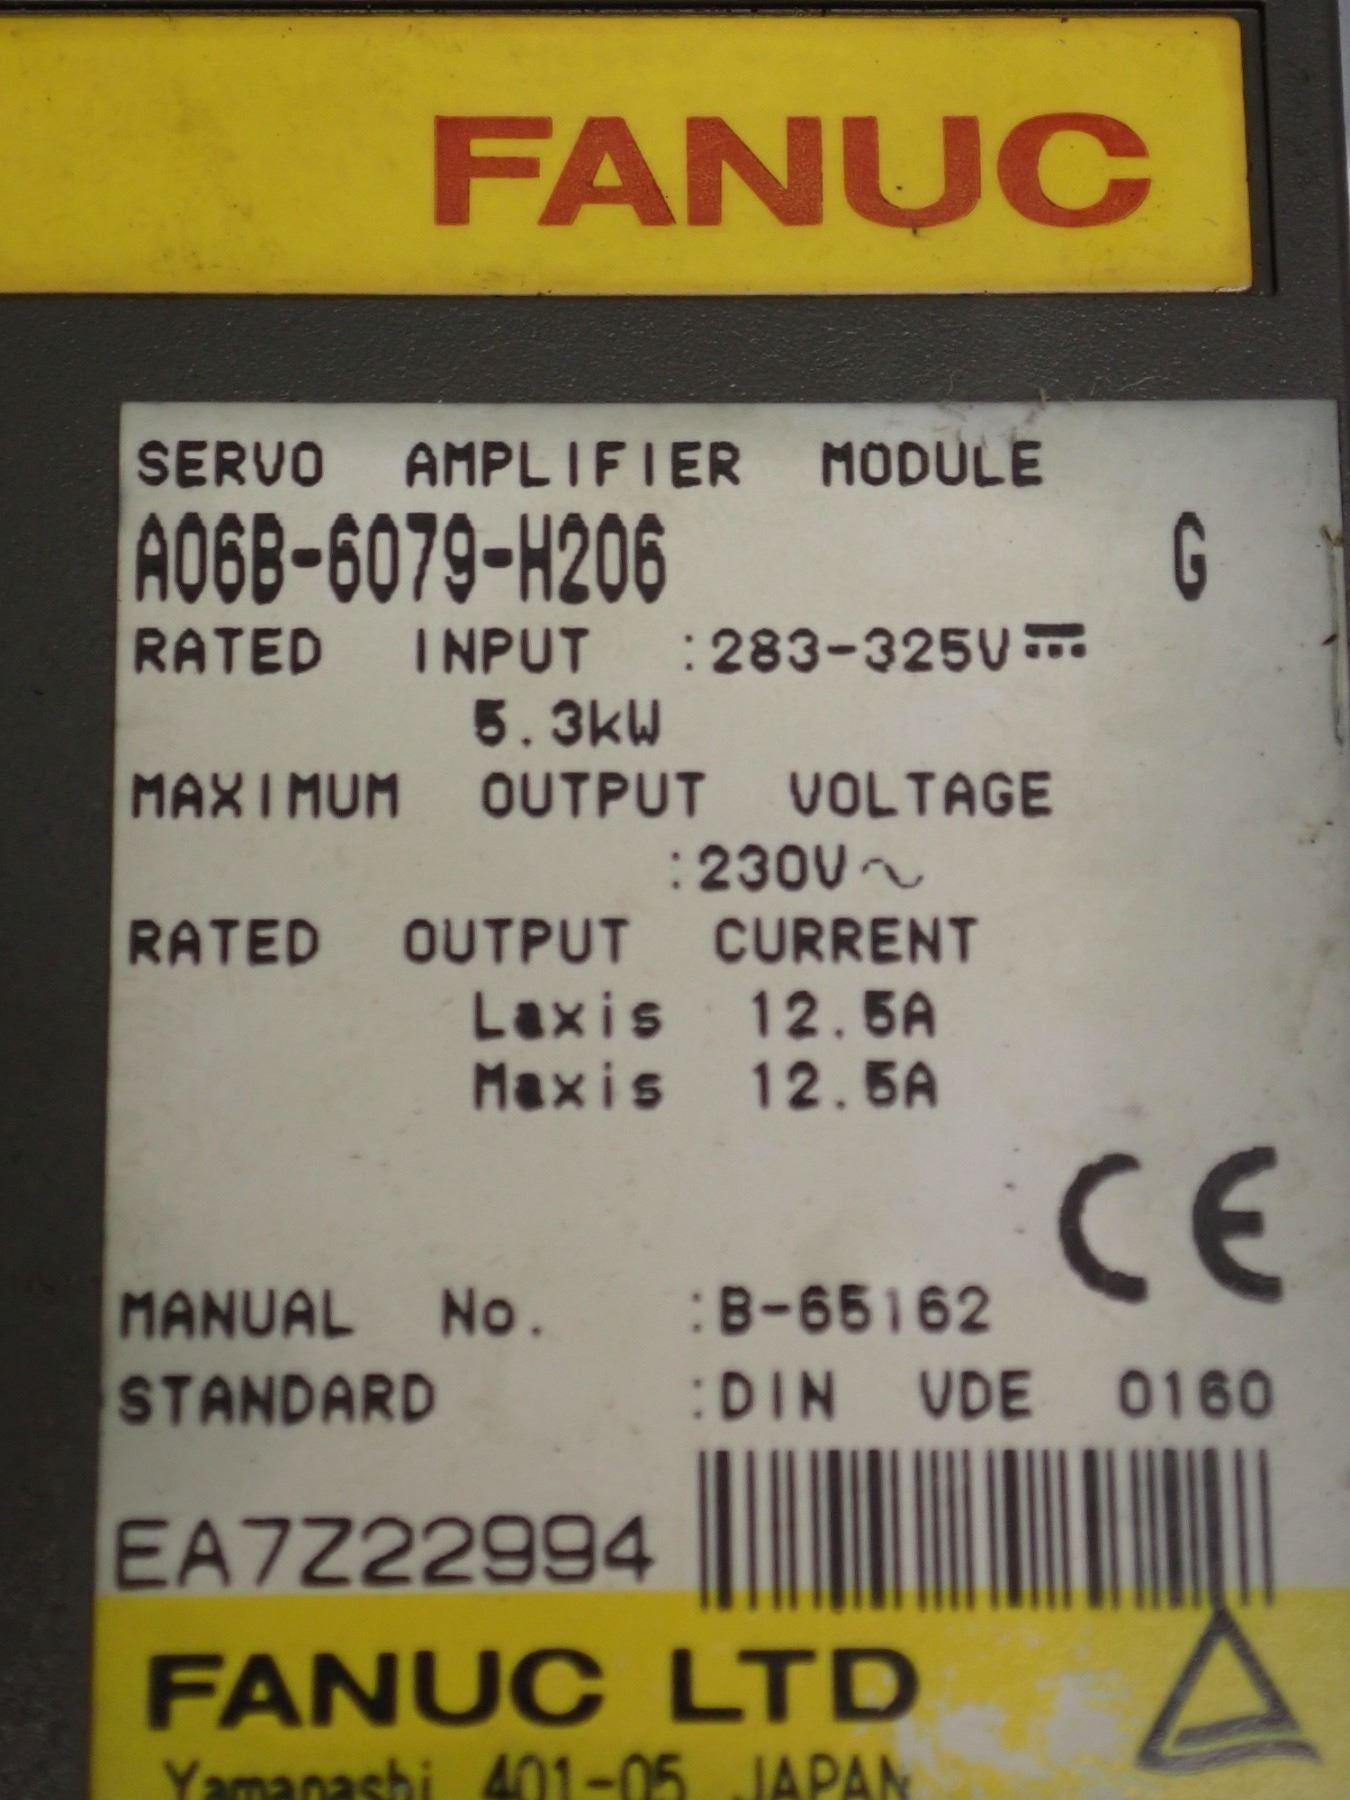 FANUC
SERVO AMPLIFIER MODULE
A06B-6079-H206 G
RATED INPUT :283-325V⎓
5.3kW
MAXIMUM OUTPUT VOLTAGE
:230V∿
RATED OUTPUT CURRENT
Laxis 12.5A
Maxis 12.5A
CE
MANUAL No. :B-65162
STANDARD :DIN VDE 0160
EA7Z22994
FANUC LTD
Yamanashi 401-05 JAPAN